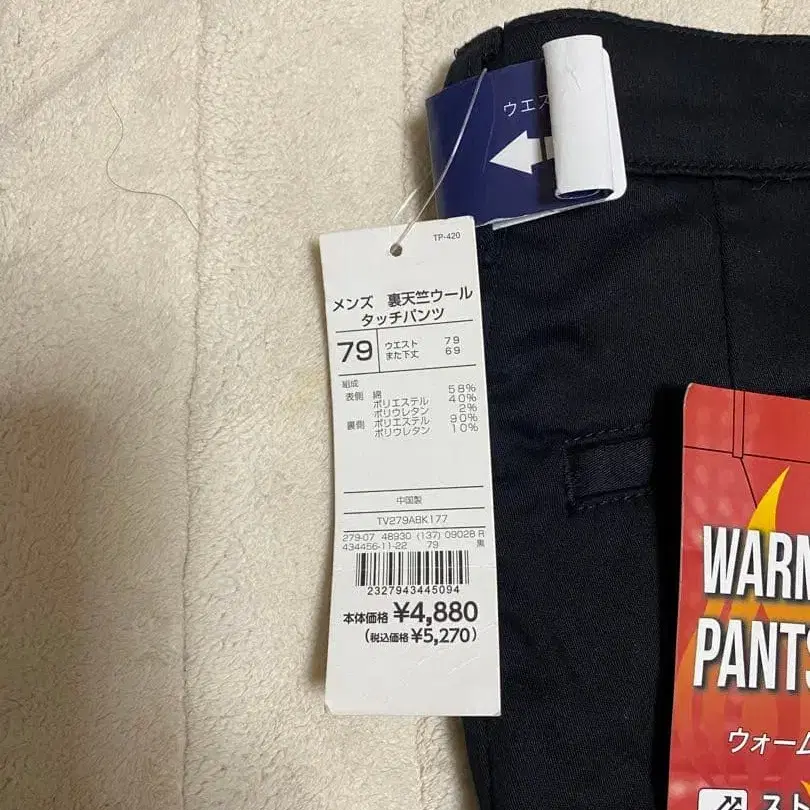 ウエス
TP-420
メンズ 裏天竺ウール
タッチパンツ
79 ウエスト 79
また下丈 69
組成
表側 綿 58%
ポリエステル 40%
ポリウレタン 2%
裏側 ポリエステル 90%
ポリウレタン 10%
中国製
TV279ABK177
279-07 48930 (137) 09028 R
434456-11-22 79 黒
2327943445094
本体価格 ¥4,880
(税込価格 ¥5,270)
WARM
PANTS
ウォーム
スト